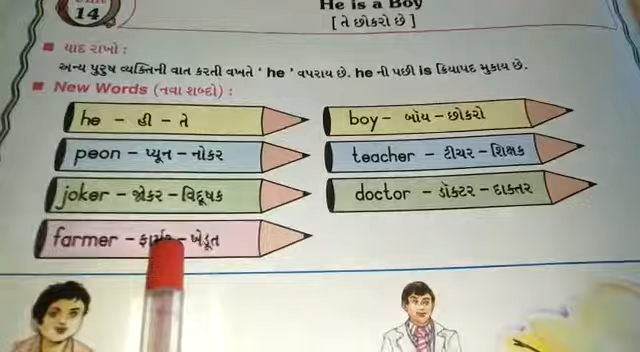 14
He is a Boy
[ તે છોકરો છે ]
યાદ રાખો :
અન્ય પુરુષ વ્યક્તિની વાત કરતી વખતે ' he ' વપરાય છે. he ની પછી is ક્રિયાપદ મુકાય છે.
New Words (નવા શબ્દો) :
he – હી – તે
boy – બૉય – છોકરો
peon – પ્યૂન – નોકર
teacher – ટીચર – શિક્ષક
joker – જોકર – વિદૂષક
doctor – ડૉક્ટર – દાક્તર
farmer – – ખેડૂત